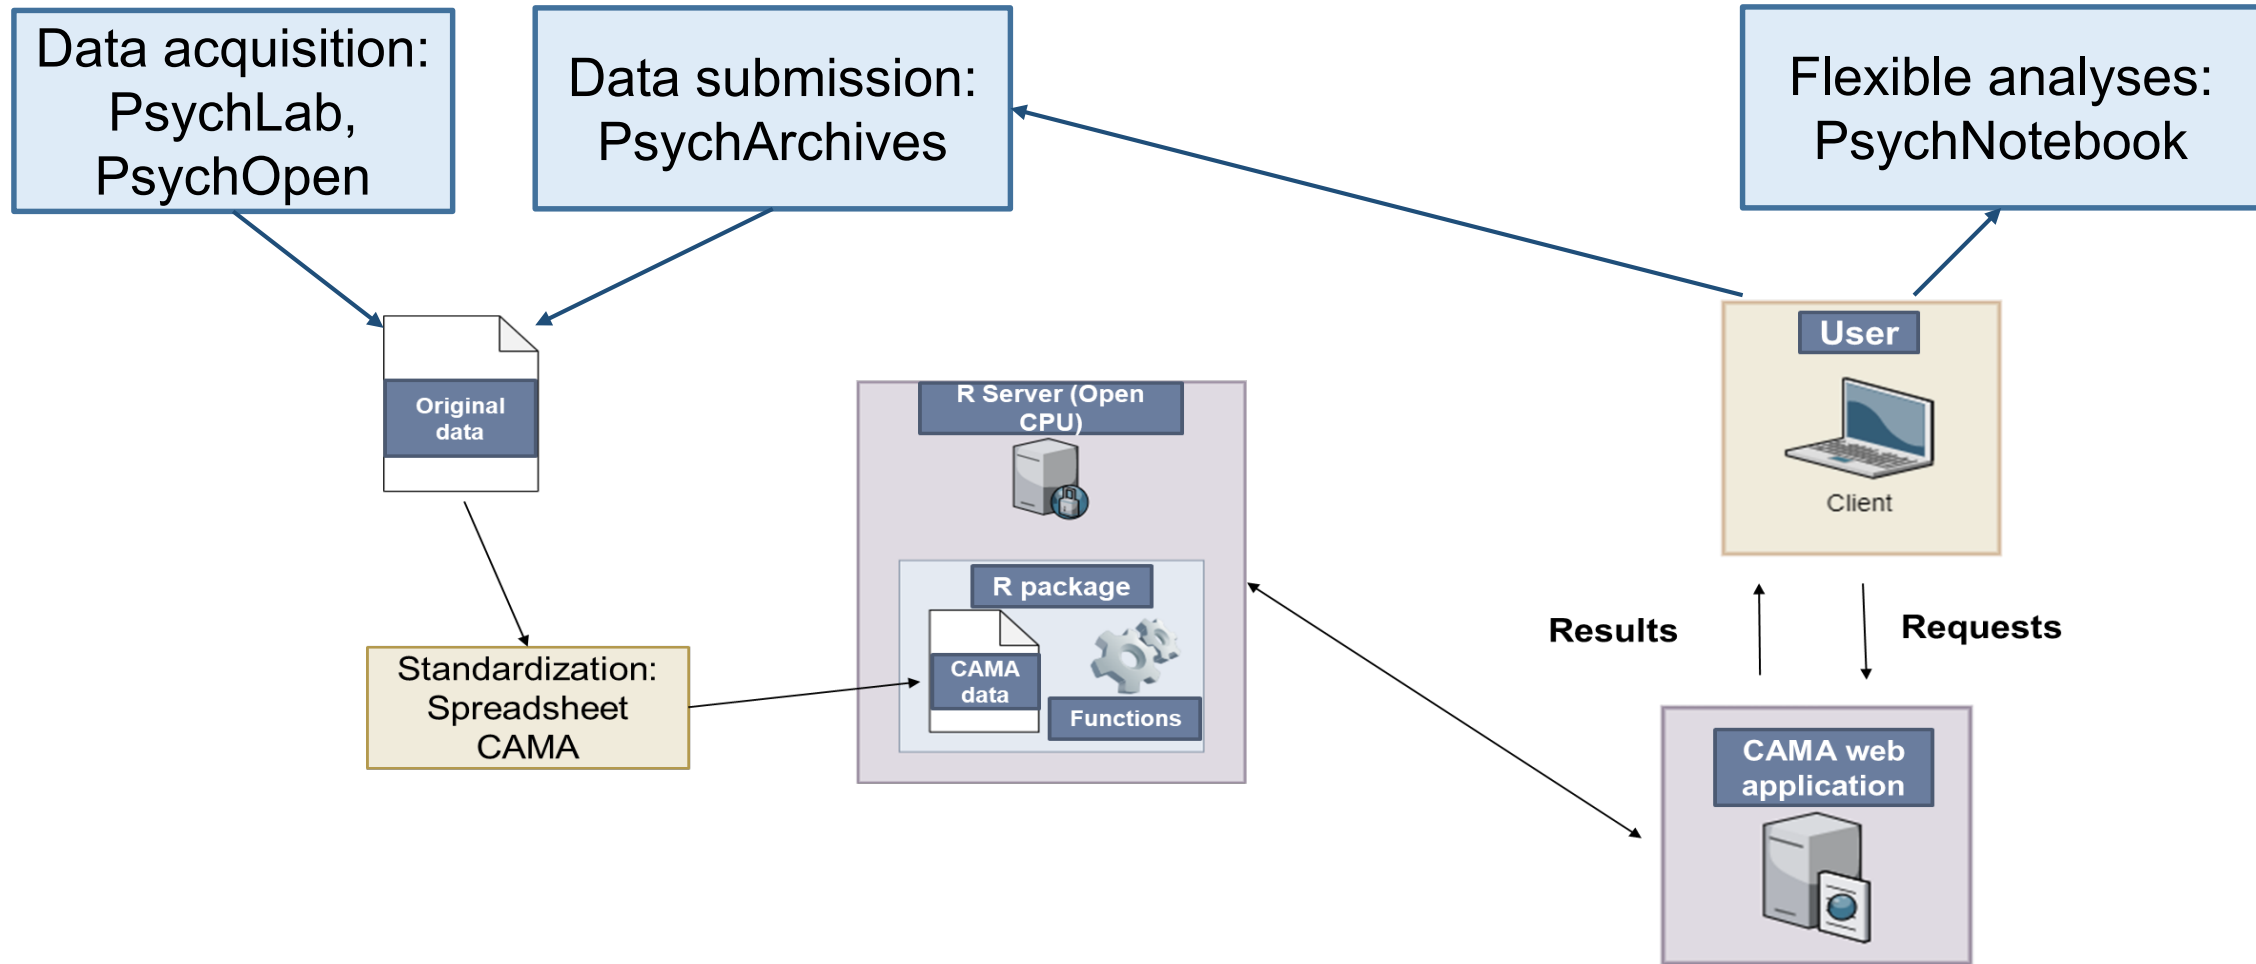 Data acquisition:
PsychLab,
PsychOpen
Data submission:
PsychArchives
Flexible analyses:
PsychNotebook
Original
data
R Server (Open
CPU)
User
Client
R package
CAMA
data
Functions
Standardization:
Spreadsheet
CAMA
Results
Requests
CAMA web
application